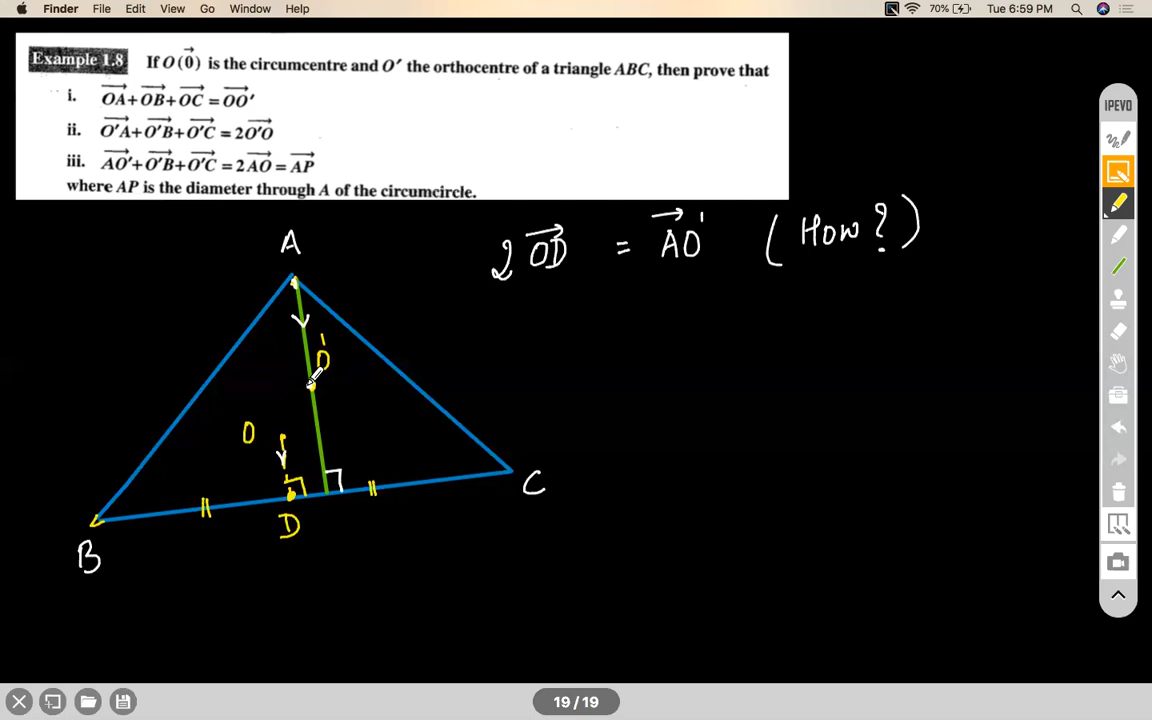 Finder File Edit View Go Window Help 70% Tue 6:59 PM
Example 1.8 If O(0⃗) is the circumcentre and O′ the orthocentre of a triangle ABC, then prove that
i. OA⃗+OB⃗+OC⃗ = OO′⃗
ii. O′A⃗+O′B⃗+O′C⃗ = 2O′O⃗
iii. AO′⃗+O′B⃗+O′C⃗ = 2AO⃗ = AP⃗
where AP is the diameter through A of the circumcircle.
IPEVO
2 OD⃗ = AO′⃗ (How?)
A
O′
O
C
D
B
19 / 19